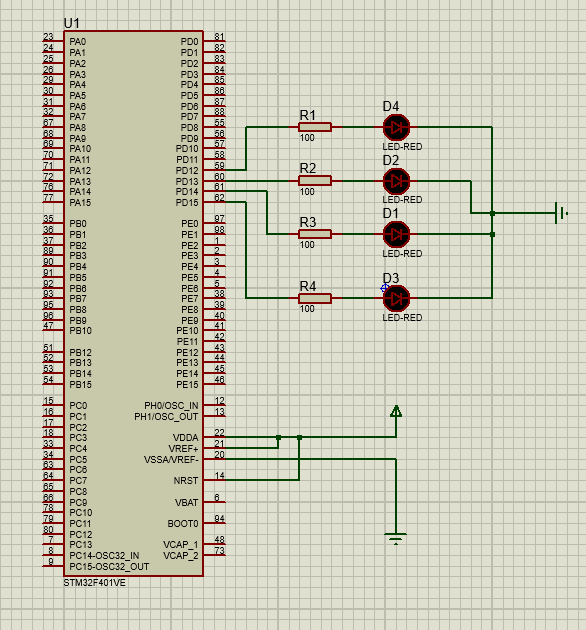 U1
23 PA0 PD0 81
24 PA1 PD1 82
25 PA2 PD2 83
26 PA3 PD3 84
29 PA4 PD4 85
30 PA5 PD5 86
31 PA6 PD6 87
32 PA7 PD7 88
67 PA8 PD8 55
68 PA9 PD9 56
69 PA10 PD10 57
70 PA11 PD11 58
71 PA12 PD12 59
72 PA13 PD13 60
76 PA14 PD14 61
77 PA15 PD15 62
35 PB0 PE0 97
36 PB1 PE1 98
37 PB2 PE2 1
89 PB3 PE3 2
90 PB4 PE4 3
91 PB5 PE5 4
92 PB6 PE6 5
93 PB7 PE7 38
95 PB8 PE8 39
96 PB9 PE9 40
47 PB10 PE10 41
PE11 42
51 PB12 PE12 43
52 PB13 PE13 44
53 PB14 PE14 45
54 PB15 PE15 46
15 PC0 PH0/OSC_IN 12
16 PC1 PH1/OSC_OUT 13
17 PC2
18 PC3 VDDA 22
33 PC4 VREF+ 21
34 PC5 VSSA/VREF- 20
63 PC6
64 PC7 NRST 14
65 PC8
66 PC9 VBAT 6
78 PC10
79 PC11 BOOT0 94
80 PC12
7 PC13 VCAP_1 48
8 PC14-OSC32_IN VCAP_2 73
9 PC15-OSC32_OUT
STM32F401VE
R1
100
D4
LED-RED
R2
100
D2
LED-RED
R3
100
D1
LED-RED
R4
100
D3
LED-RED